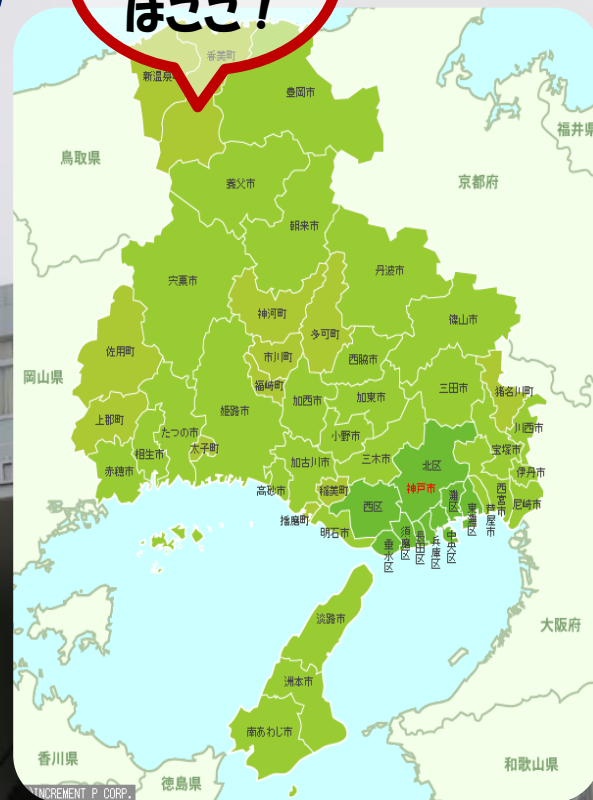 はここ！
香美町
新温泉
豊岡市
福井県
鳥取県
京都府
養父市
朝来市
丹波市
宍粟市
神河町
篠山市
多可町
佐用町
市川町
西脇市
岡山県
福崎町
三田市
猪名川町
加西市
加東市
姫路市
上郡町
川西市
たつの市
小野市
太子町
宝塚市
相生市
三木市
北区
赤穂市
加古川市
伊丹市
神戸市
高砂市
稲美町
西宮市
灘区
尼崎市
西区
東灘区
芦屋市
播磨町
明石市
中央区
兵庫区
長田区
須磨区
垂水区
淡路市
大阪府
洲本市
南あわじ市
香川県
徳島県
和歌山県
INCREMENT P CORP.